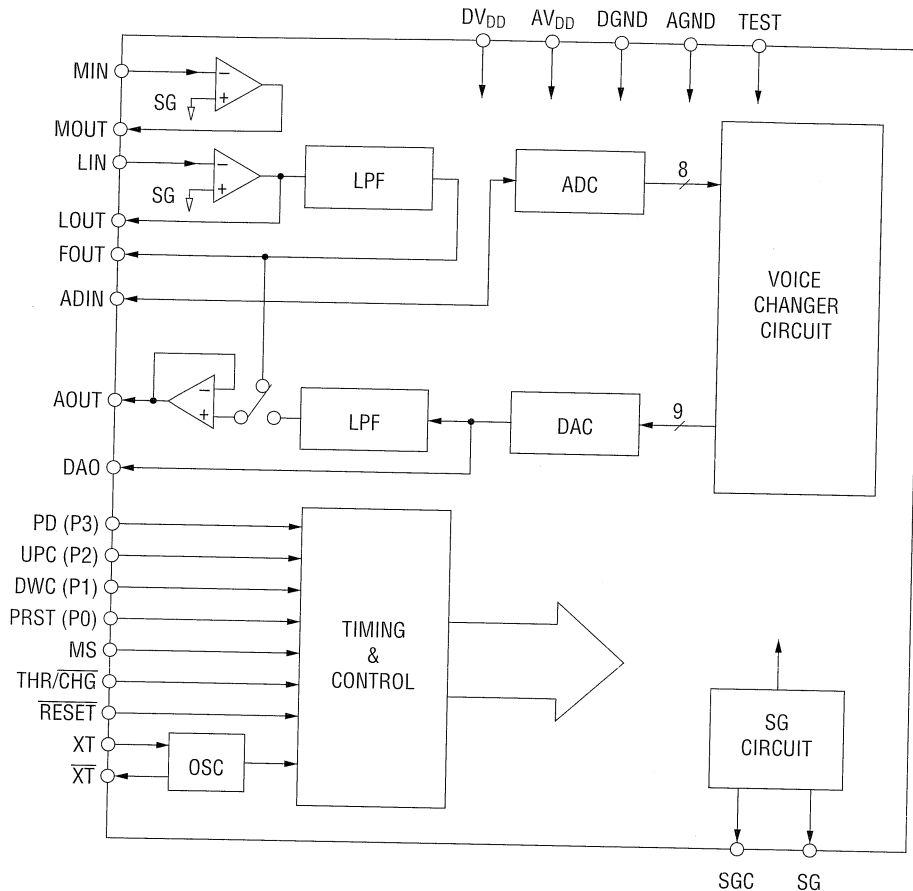 DVDD AVDD DGND AGND TEST
MIN
SG
MOUT
LIN
SG
LPF
ADC
8
LOUT
FOUT
ADIN
VOICE
CHANGER
CIRCUIT
AOUT
LPF
DAC
9
DAO
PD (P3)
UPC (P2)
DWC (P1)
PRST (P0)
MS
THR/CHG
RESET
XT
XT
OSC
TIMING
&
CONTROL
SG
CIRCUIT
SGC SG